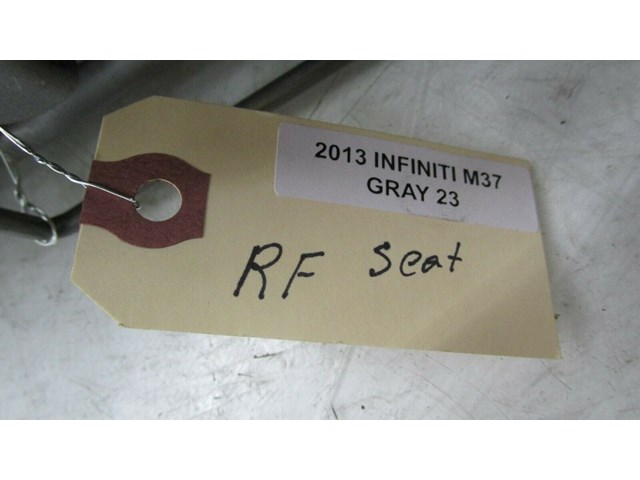 2013 INFINITI M37
GRAY 23
RF Seat